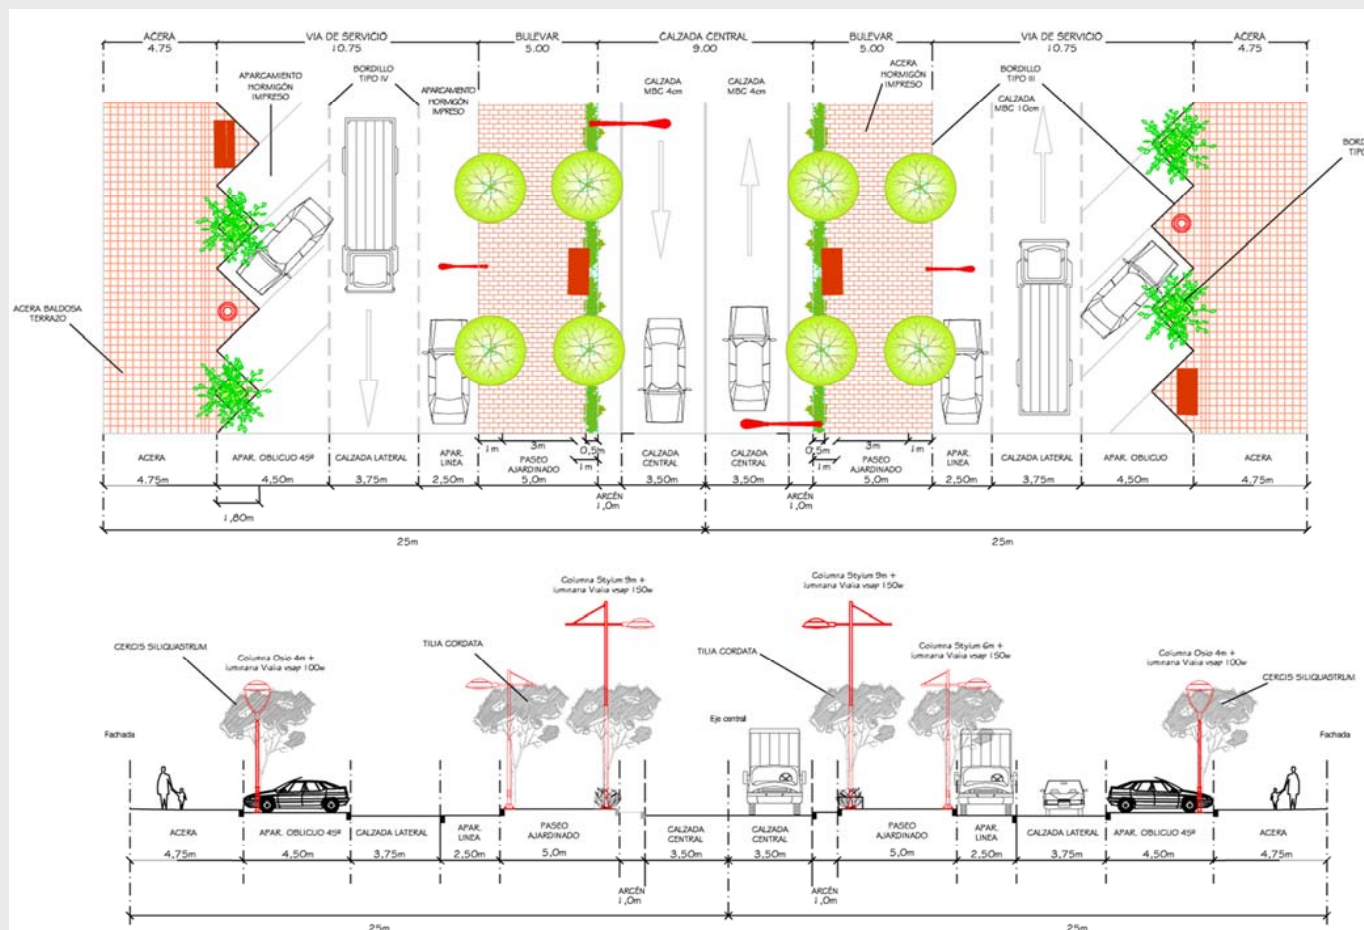 ACERA
4.75
VIA DE SERVICIO
10.75
BULEVAR
5.00
CALZADA CENTRAL
9.00
BULEVAR
5.00
VIA DE SERVICIO
10.75
ACERA
4.75
APARCAMIENTO
HORMIGÓN
IMPRESO
BORDILLO
TIPO IV
APARCAMIENTO
HORMIGÓN
IMPRESO
CALZADA
MBC 4cm
CALZADA
MBC 4cm
ACERA
HORMIGÓN
IMPRESO
BORDILLO
TIPO III
CALZADA
MBC 10cm
ACERA BALDOSA
TERRAZO
ACERA
4.75m
APAR. OBLICUO 45º
4,50m
CALZADA LATERAL
3,75m
APAR.
LINEA
2,50m
1m
3m
0,5m
1m
PASEO
AJARDINADO
5,0m
ARCÉN
1,0m
CALZADA
CENTRAL
3,50m
CALZADA
CENTRAL
3,50m
ARCÉN
1,0m
0,5m
1m
3m
1m
PASEO
AJARDINADO
5,0m
APAR.
LINEA
2,50m
CALZADA LATERAL
3,75m
APAR. OBLICUO
4,50m
ACERA
4.75m
1,80m
25m
25m
CERCIS SILIQUASTRUM
Columna Osio 4m +
luminaria Vialia vsap 100w
TILIA CORDATA
Columna Stylum 9m +
luminaria Vialia vsap 150w
Columna Stylum 9m +
luminaria Vialia vsap 150w
TILIA CORDATA
Columna Stylum 6m +
luminaria Vialia vsap 150w
Columna Osio 4m +
luminaria Vialia vsap 100w
CERCIS SILIQUASTRUM
Fachada
Eje central
Fachada
ACERA
4,75m
APAR. OBLICUO 45º
4,50m
CALZADA LATERAL
3,75m
APAR.
LINEA
2,50m
PASEO
AJARDINADO
5,0m
ARCÉN
1,0m
CALZADA
CENTRAL
3,50m
CALZADA
CENTRAL
3,50m
ARCÉN
1,0m
PASEO
AJARDINADO
5,0m
APAR.
LINEA
2,50m
CALZADA LATERAL
3,75m
APAR. OBLICUO 45º
4,50m
ACERA
4,75m
25m
25m